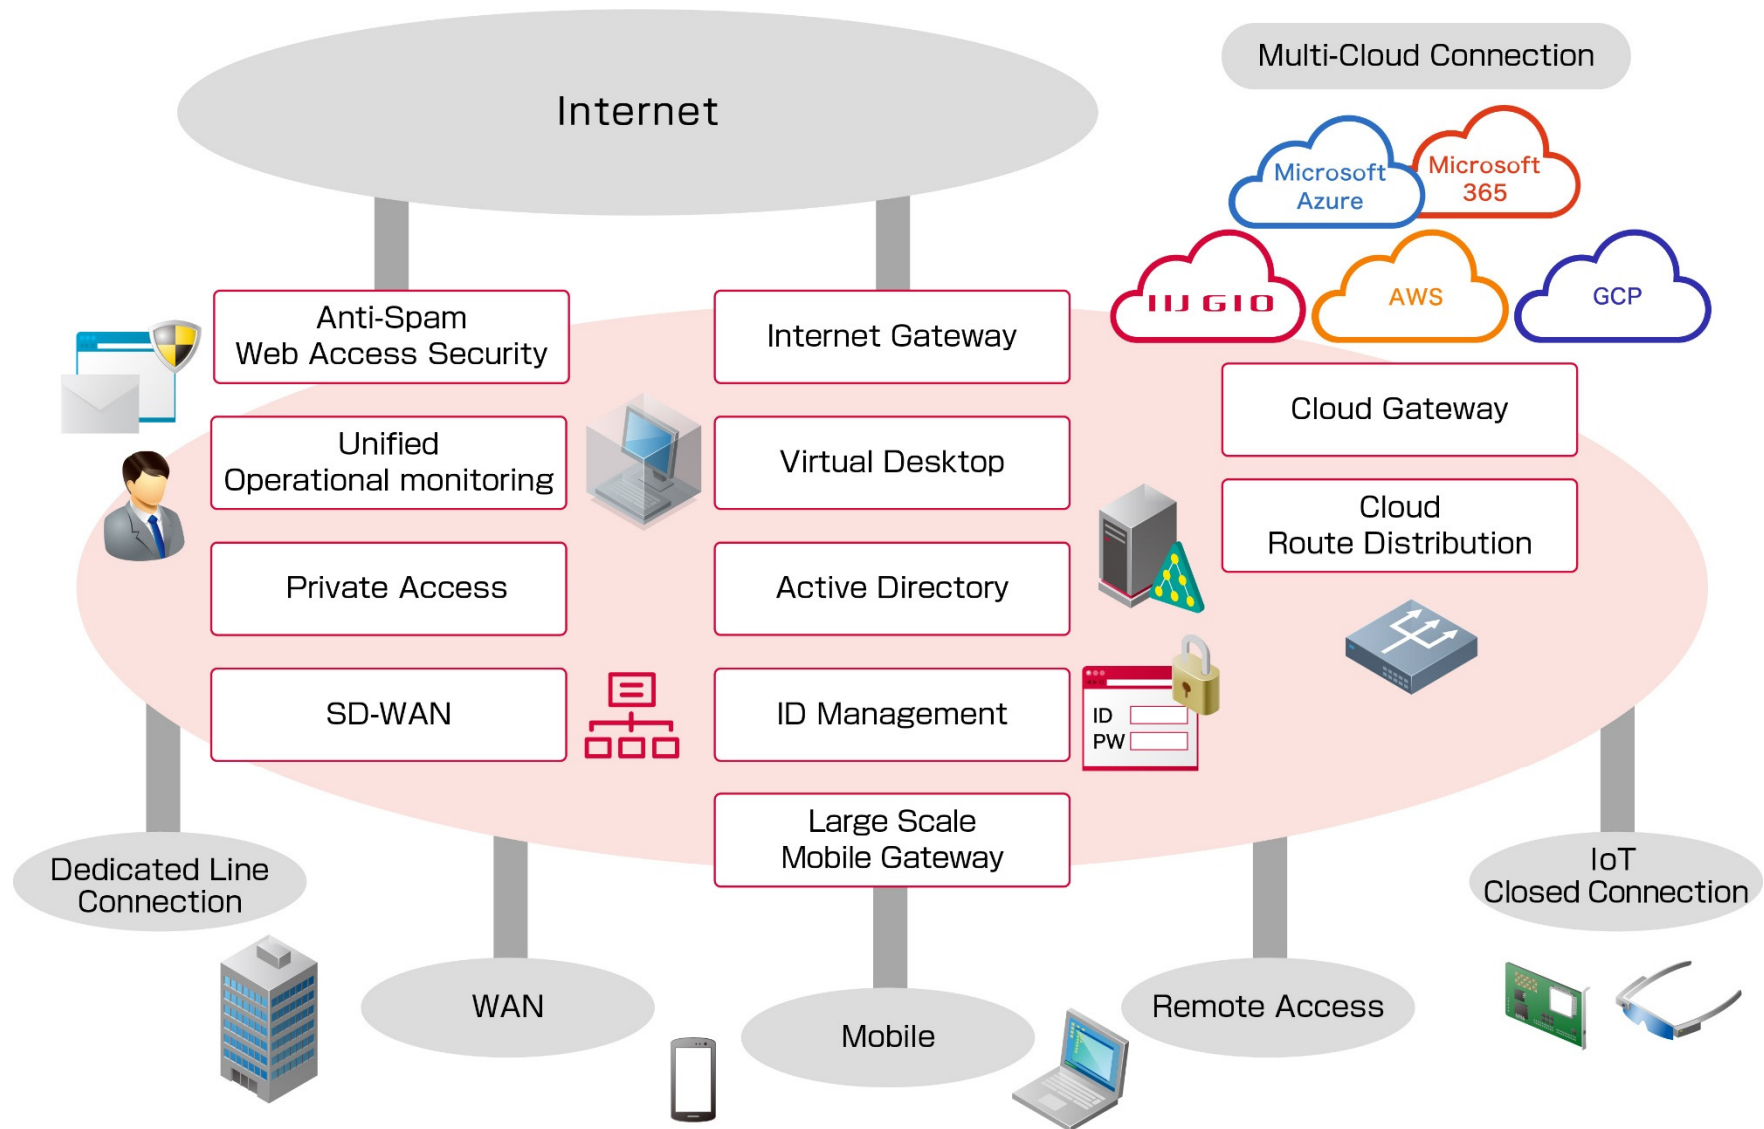 Internet
Multi-Cloud Connection
Microsoft
Azure
Microsoft
365
IIJ GIO
AWS
GCP
Anti-Spam
Web Access Security
Internet Gateway
Cloud Gateway
Unified
Operational monitoring
Virtual Desktop
Cloud
Route Distribution
Private Access
Active Directory
SD-WAN
ID Management
ID
PW
Large Scale
Mobile Gateway
Dedicated Line
Connection
IoT
Closed Connection
WAN
Remote Access
Mobile